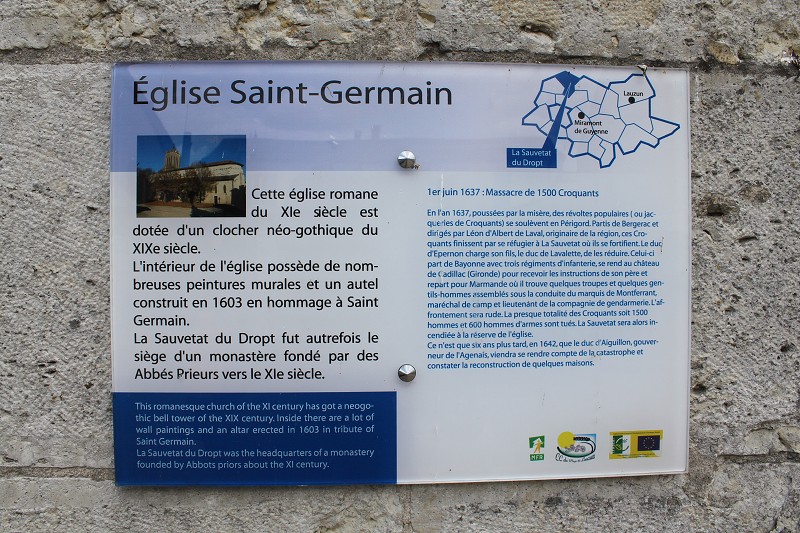 Église Saint-Germain
Cette église romane
du XIe siècle est
dotée d'un clocher néo-gothique du
XIXe siècle.
L'intérieur de l'église possède de nom-
breuses peintures murales et un autel
construit en 1603 en hommage à Saint
Germain.
La Sauvetat du Dropt fut autrefois le
siège d'un monastère fondé par des
Abbés Prieurs vers le XIe siècle.
This romanesque church of the XI century has got a neogo-
thic bell tower of the XIX century. Inside there are a lot of
wall paintings and an altar erected in 1603 in tribute of
Saint Germain.
La Sauvetat du Dropt was the headquarters of a monastery
founded by Abbots priors about the XI century.
Lauzun
Miramont
de Guyenne
La Sauvetat
du Dropt
1er juin 1637 : Massacre de 1500 Croquants
En l'an 1637, poussées par la misère, des révoltes populaires ( ou jac-
queries de Croquants) se soulèvent en Périgord. Partis de Bergerac et
dirigés par Léon d'Albert de Laval, originaire de la région, ces Cro-
quants finissent par se réfugier à La Sauvetat où ils se fortifient. Le duc
d'Epernon charge son fils, le duc de Lavalette, de les réduire. Celui-ci
part de Bayonne avec trois régiments d'infanterie, se rend au château
de Cadillac (Gironde) pour recevoir les instructions de son père et
repart pour Marmande où il trouve quelques troupes et quelques gen-
tils-hommes assemblés sous la conduite du marquis de Montferrant,
maréchal de camp et lieutenant de la compagnie de gendarmerie. L'af-
frontement sera rude. La presque totalité des Croquants soit 1500
hommes et 600 hommes d'armes sont tués. La Sauvetat sera alors in-
cendiée à la réserve de l'église.
Ce n'est que six ans plus tard, en 1642, que le duc d'Aiguillon, gouver-
neur de l'Agenais, viendra se rendre compte de la catastrophe et
constater la reconstruction de quelques maisons.
MFR